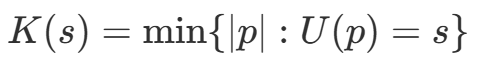 K(s) = min{|p| : U(p) = s}